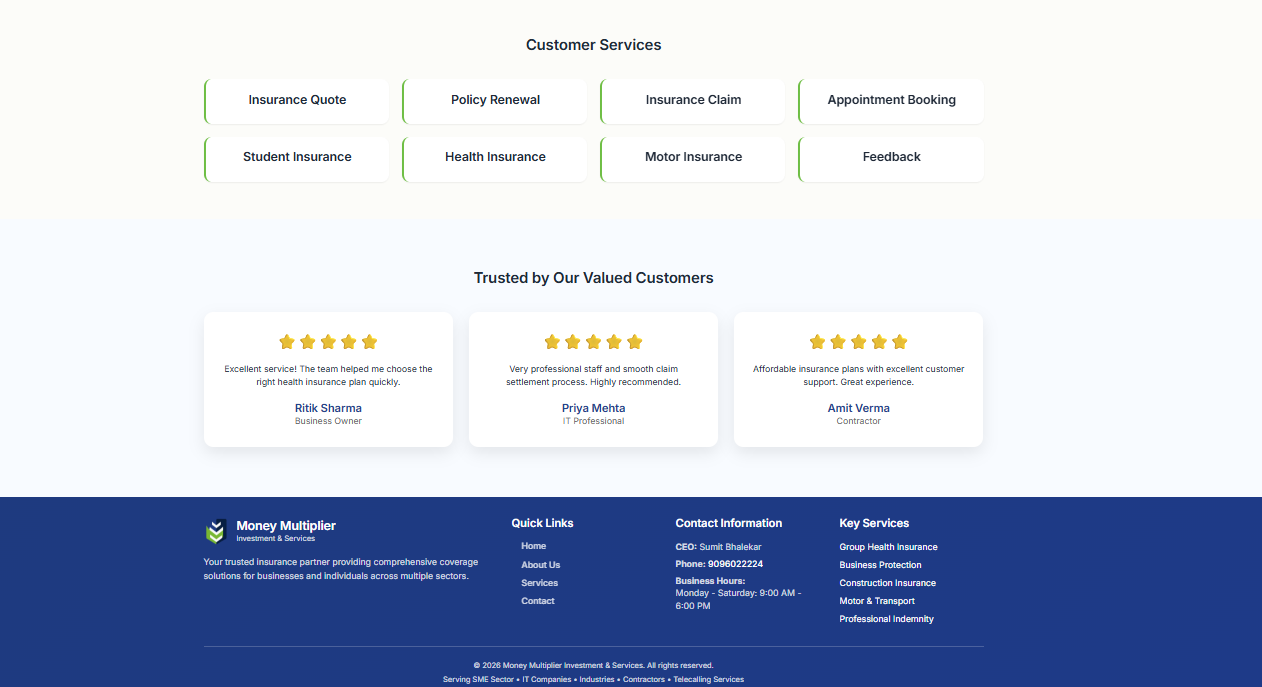 Customer Services
Insurance Quote
Policy Renewal
Insurance Claim
Appointment Booking
Student Insurance
Health Insurance
Motor Insurance
Feedback
Trusted by Our Valued Customers
Excellent service! The team helped me choose the
right health insurance plan quickly.
Ritik Sharma
Business Owner
Very professional staff and smooth claim
settlement process. Highly recommended.
Priya Mehta
IT Professional
Affordable insurance plans with excellent customer
support. Great experience.
Amit Verma
Contractor
Money Multiplier
Investment & Services
Your trusted insurance partner providing comprehensive coverage
solutions for businesses and individuals across multiple sectors.
Quick Links
Home
About Us
Services
Contact
Contact Information
CEO: Sumit Bhalekar
Phone: 9096022224
Business Hours:
Monday - Saturday: 9:00 AM -
6:00 PM
Key Services
Group Health Insurance
Business Protection
Construction Insurance
Motor & Transport
Professional Indemnity
© 2026 Money Multiplier Investment & Services. All rights reserved.
Serving SME Sector • IT Companies • Industries • Contractors • Telecalling Services